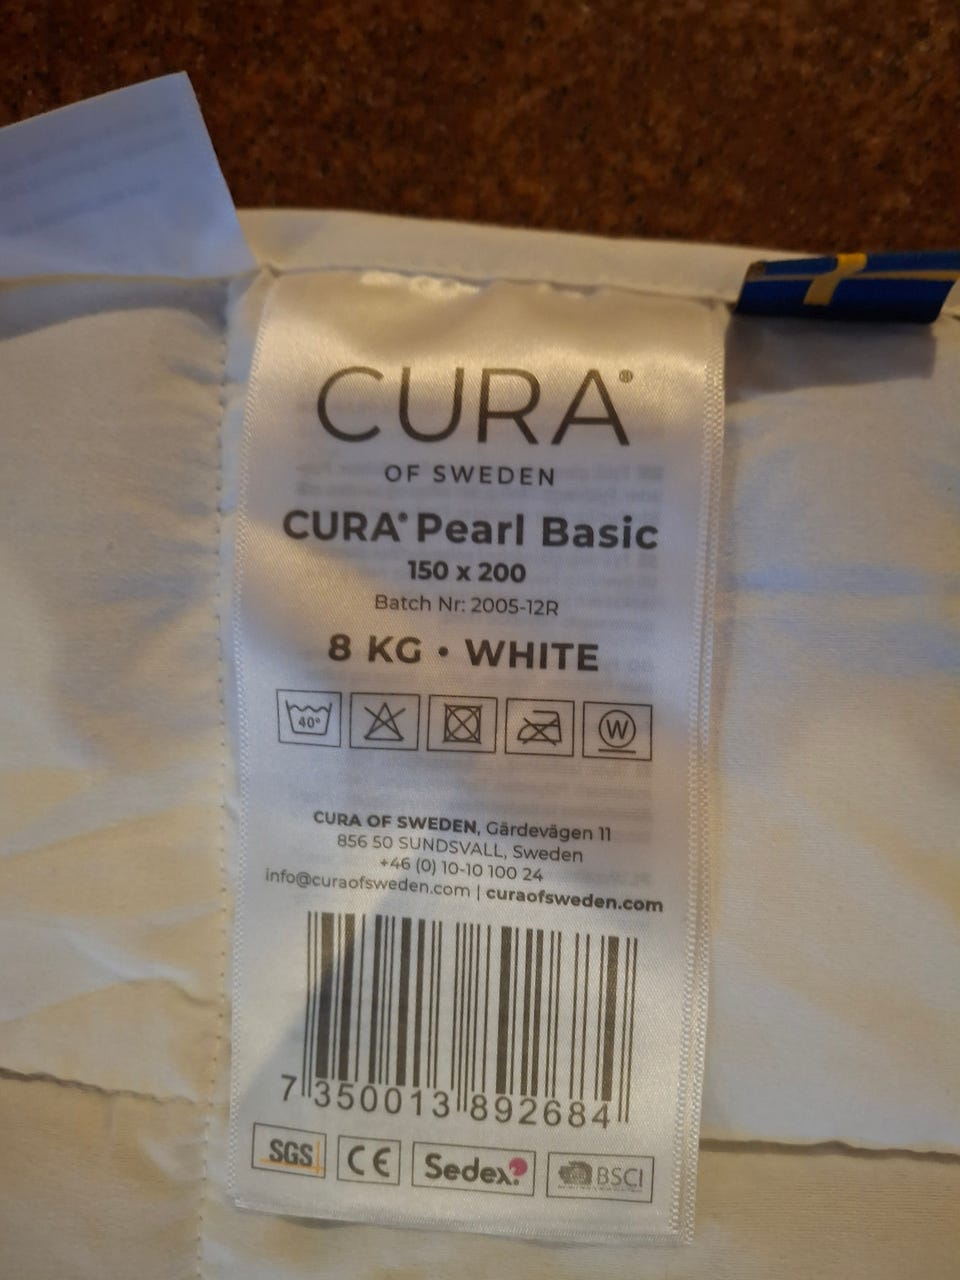 CURA®
OF SWEDEN
CURA® Pearl Basic
150 x 200
Batch Nr: 2005-12R
8 KG • WHITE
40°
W
CURA OF SWEDEN, Gärdevägen 11
856 50 SUNDSVALL, Sweden
+46 (0) 10-10 100 24
info@curaofsweden.com | curaofsweden.com
7 350013 892684
SGS CE Sedex BSCI